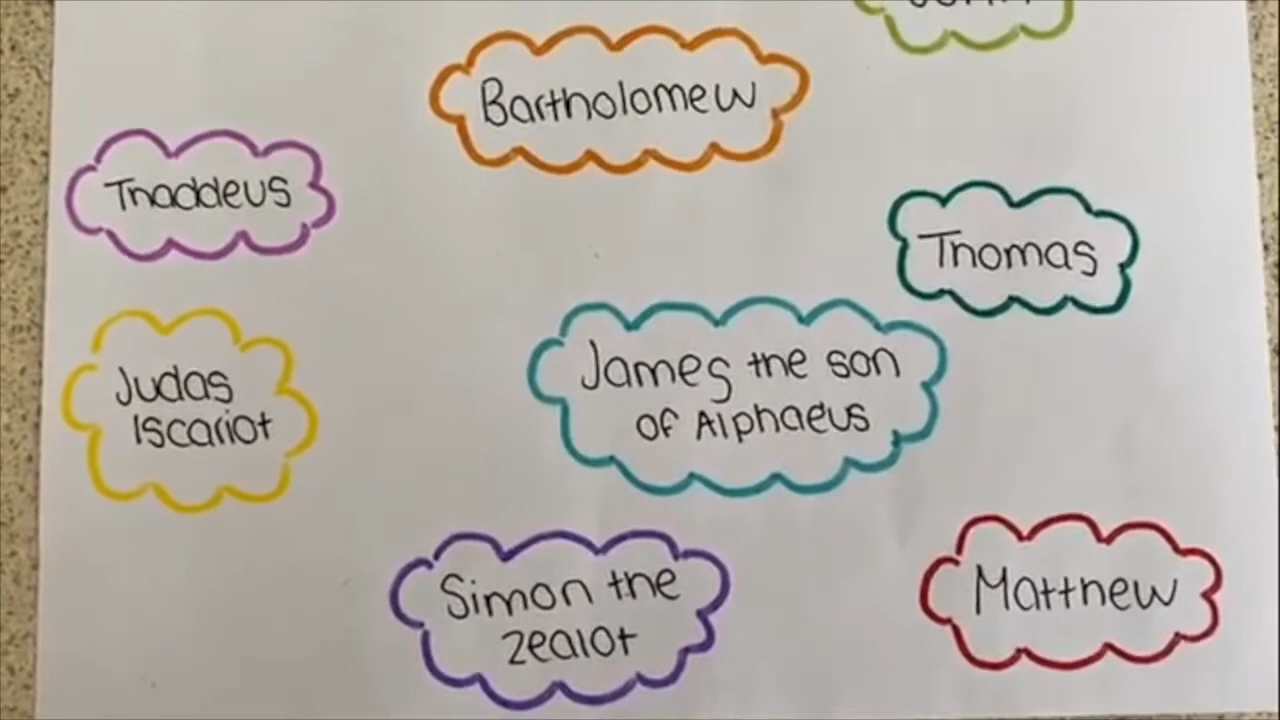 Bartholomew
Thaddeus
Thomas
James the son
of Alphaeus
Judas
Iscariot
Simon the
Zealot
Matthew